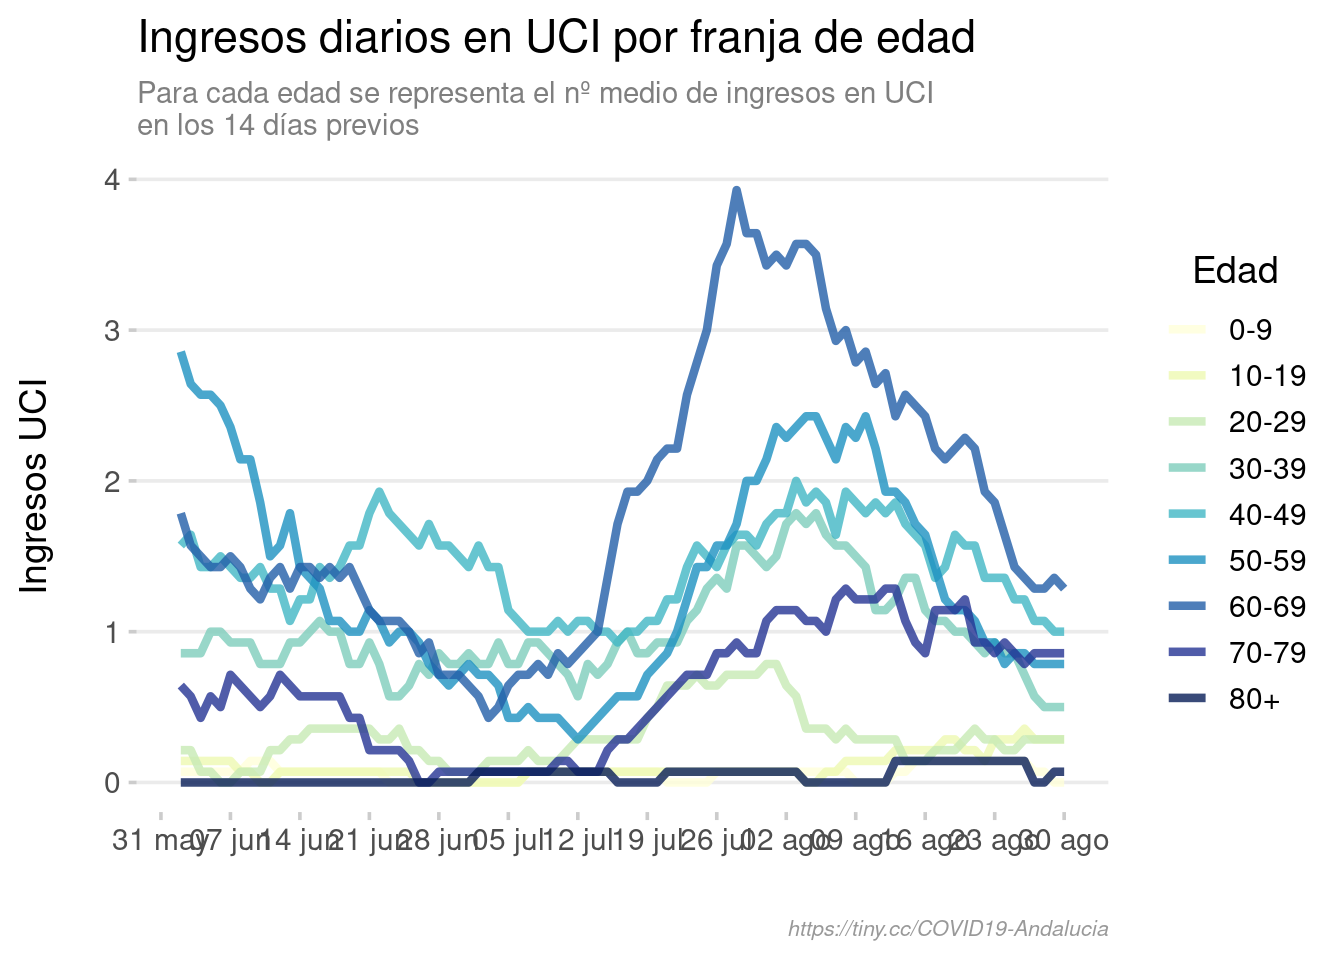 Ingresos diarios en UCI por franja de edad
Para cada edad se representa el nº medio de ingresos en UCI
en los 14 días previos
Ingresos UCI
4
3
2
1
0
31 may
07 jun
14 jun
21 jun
28 jun
05 jul
12 jul
19 jul
26 jul
02 ago
09 ago
16 ago
23 ago
30 ago
Edad
0-9
10-19
20-29
30-39
40-49
50-59
60-69
70-79
80+
https://tiny.cc/COVID19-Andalucia